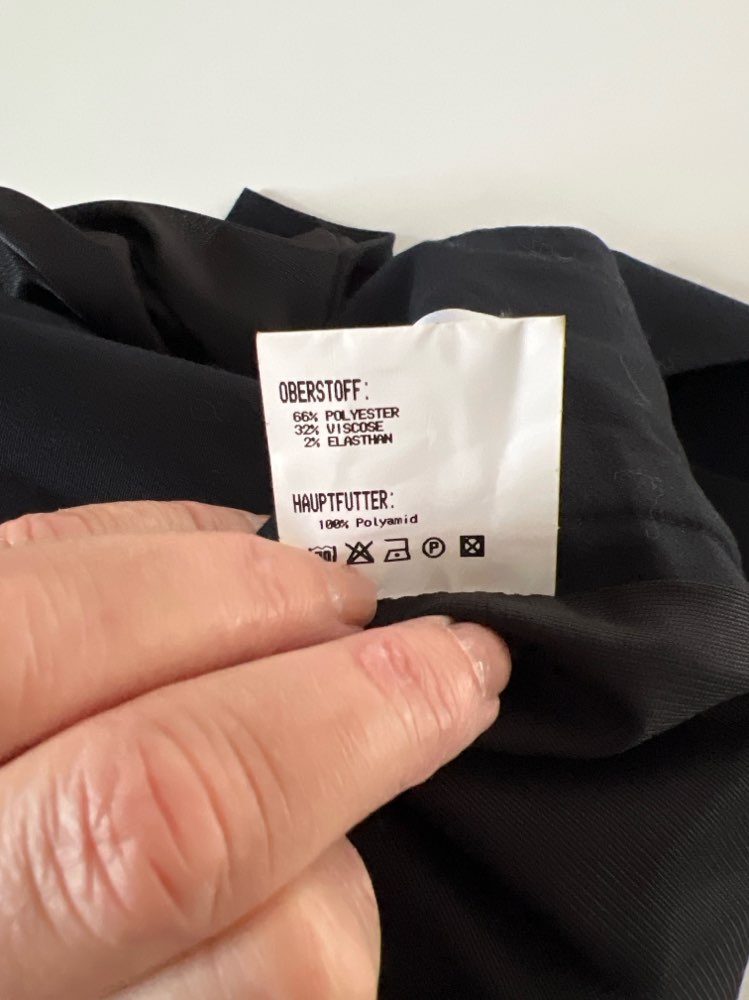 OBERSTOFF:
66% POLYESTER
32% VISCOSE
2% ELASTHAN
HAUPTFUTTER:
100% Polyamid
P